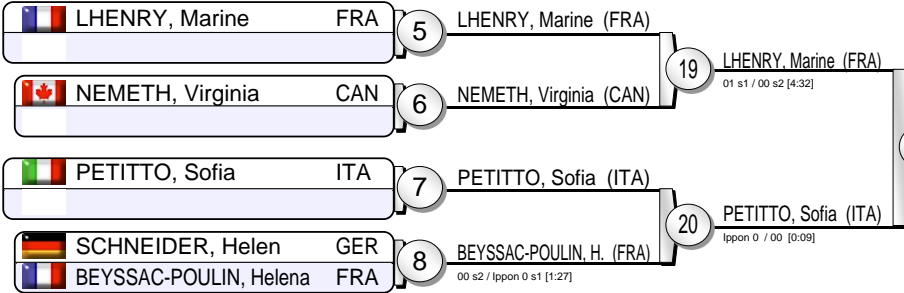 LHENRY, Marine FRA
5
LHENRY, Marine (FRA)
NEMETH, Virginia CAN
6
NEMETH, Virginia (CAN)
19
LHENRY, Marine (FRA)
01 s1 / 00 s2 [4:32]
PETITTO, Sofia ITA
7
PETITTO, Sofia (ITA)
SCHNEIDER, Helen GER
BEYSSAC-POULIN, Helena FRA
8
BEYSSAC-POULIN, H. (FRA)
00 s2 / Ippon 0 s1 [1:27]
20
PETITTO, Sofia (ITA)
Ippon 0 / 00 [0:09]